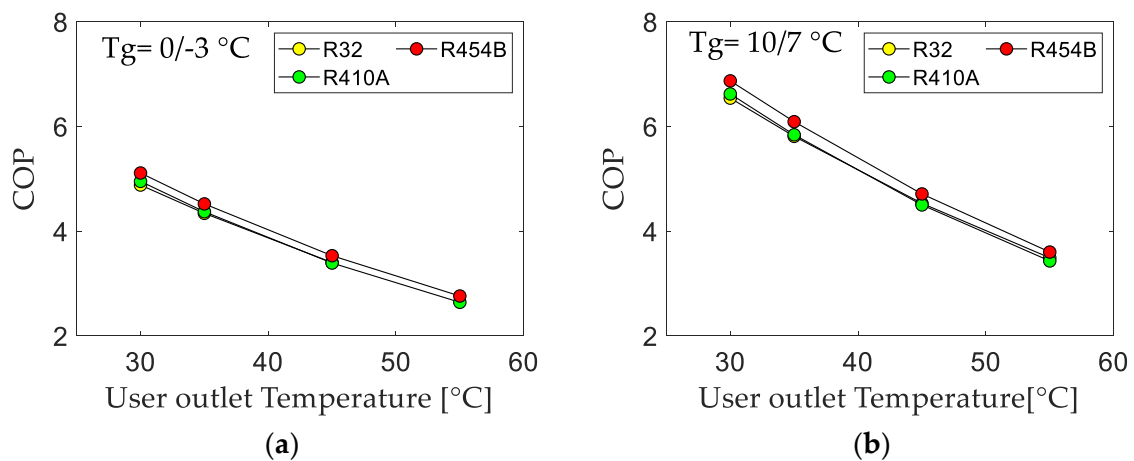 Tg= 0/-3 °C
R32
R454B
R410A
8
6
4
2
COP
30
40
50
60
User outlet Temperature [°C]
(a)
Tg= 10/7 °C
R32
R454B
R410A
8
6
4
2
COP
30
40
50
60
User outlet Temperature[°C]
(b)